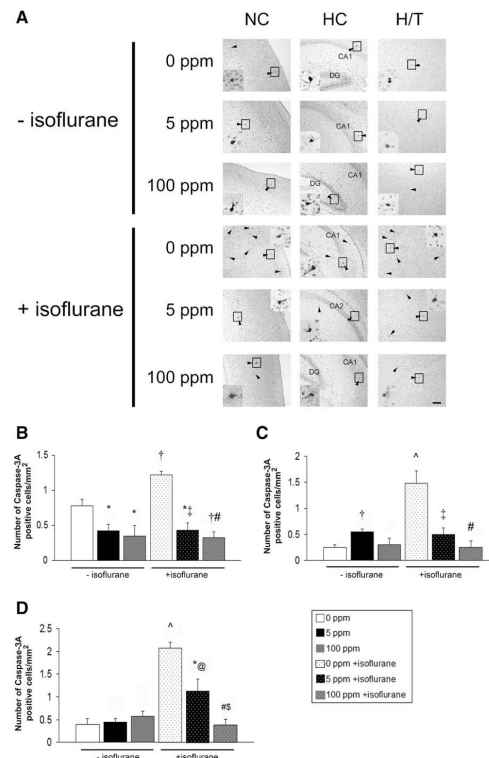 A
NC HC H/T
- isoflurane
0 ppm
CA1
DG
5 ppm
CA1
100 ppm
DG
CA1
+ isoflurane
0 ppm
CA1
5 ppm
CA2
100 ppm
CA1
DG
B
Number of Caspase-3A
positive cells/mm²
1.5
1
0.5
0
* * † *‡ †#
- isoflurane +isoflurane
C
Number of Caspase-3A
positive cells/mm²
2
1.5
1
0.5
0
† ^ ‡ #
- isoflurane +isoflurane
D
Number of Caspase-3A
positive cells/mm²
2.5
2
1.5
1
0.5
0
^ *@ #$
- isoflurane +isoflurane
0 ppm
5 ppm
100 ppm
0 ppm +isoflurane
5 ppm +isoflurane
100 ppm +isoflurane